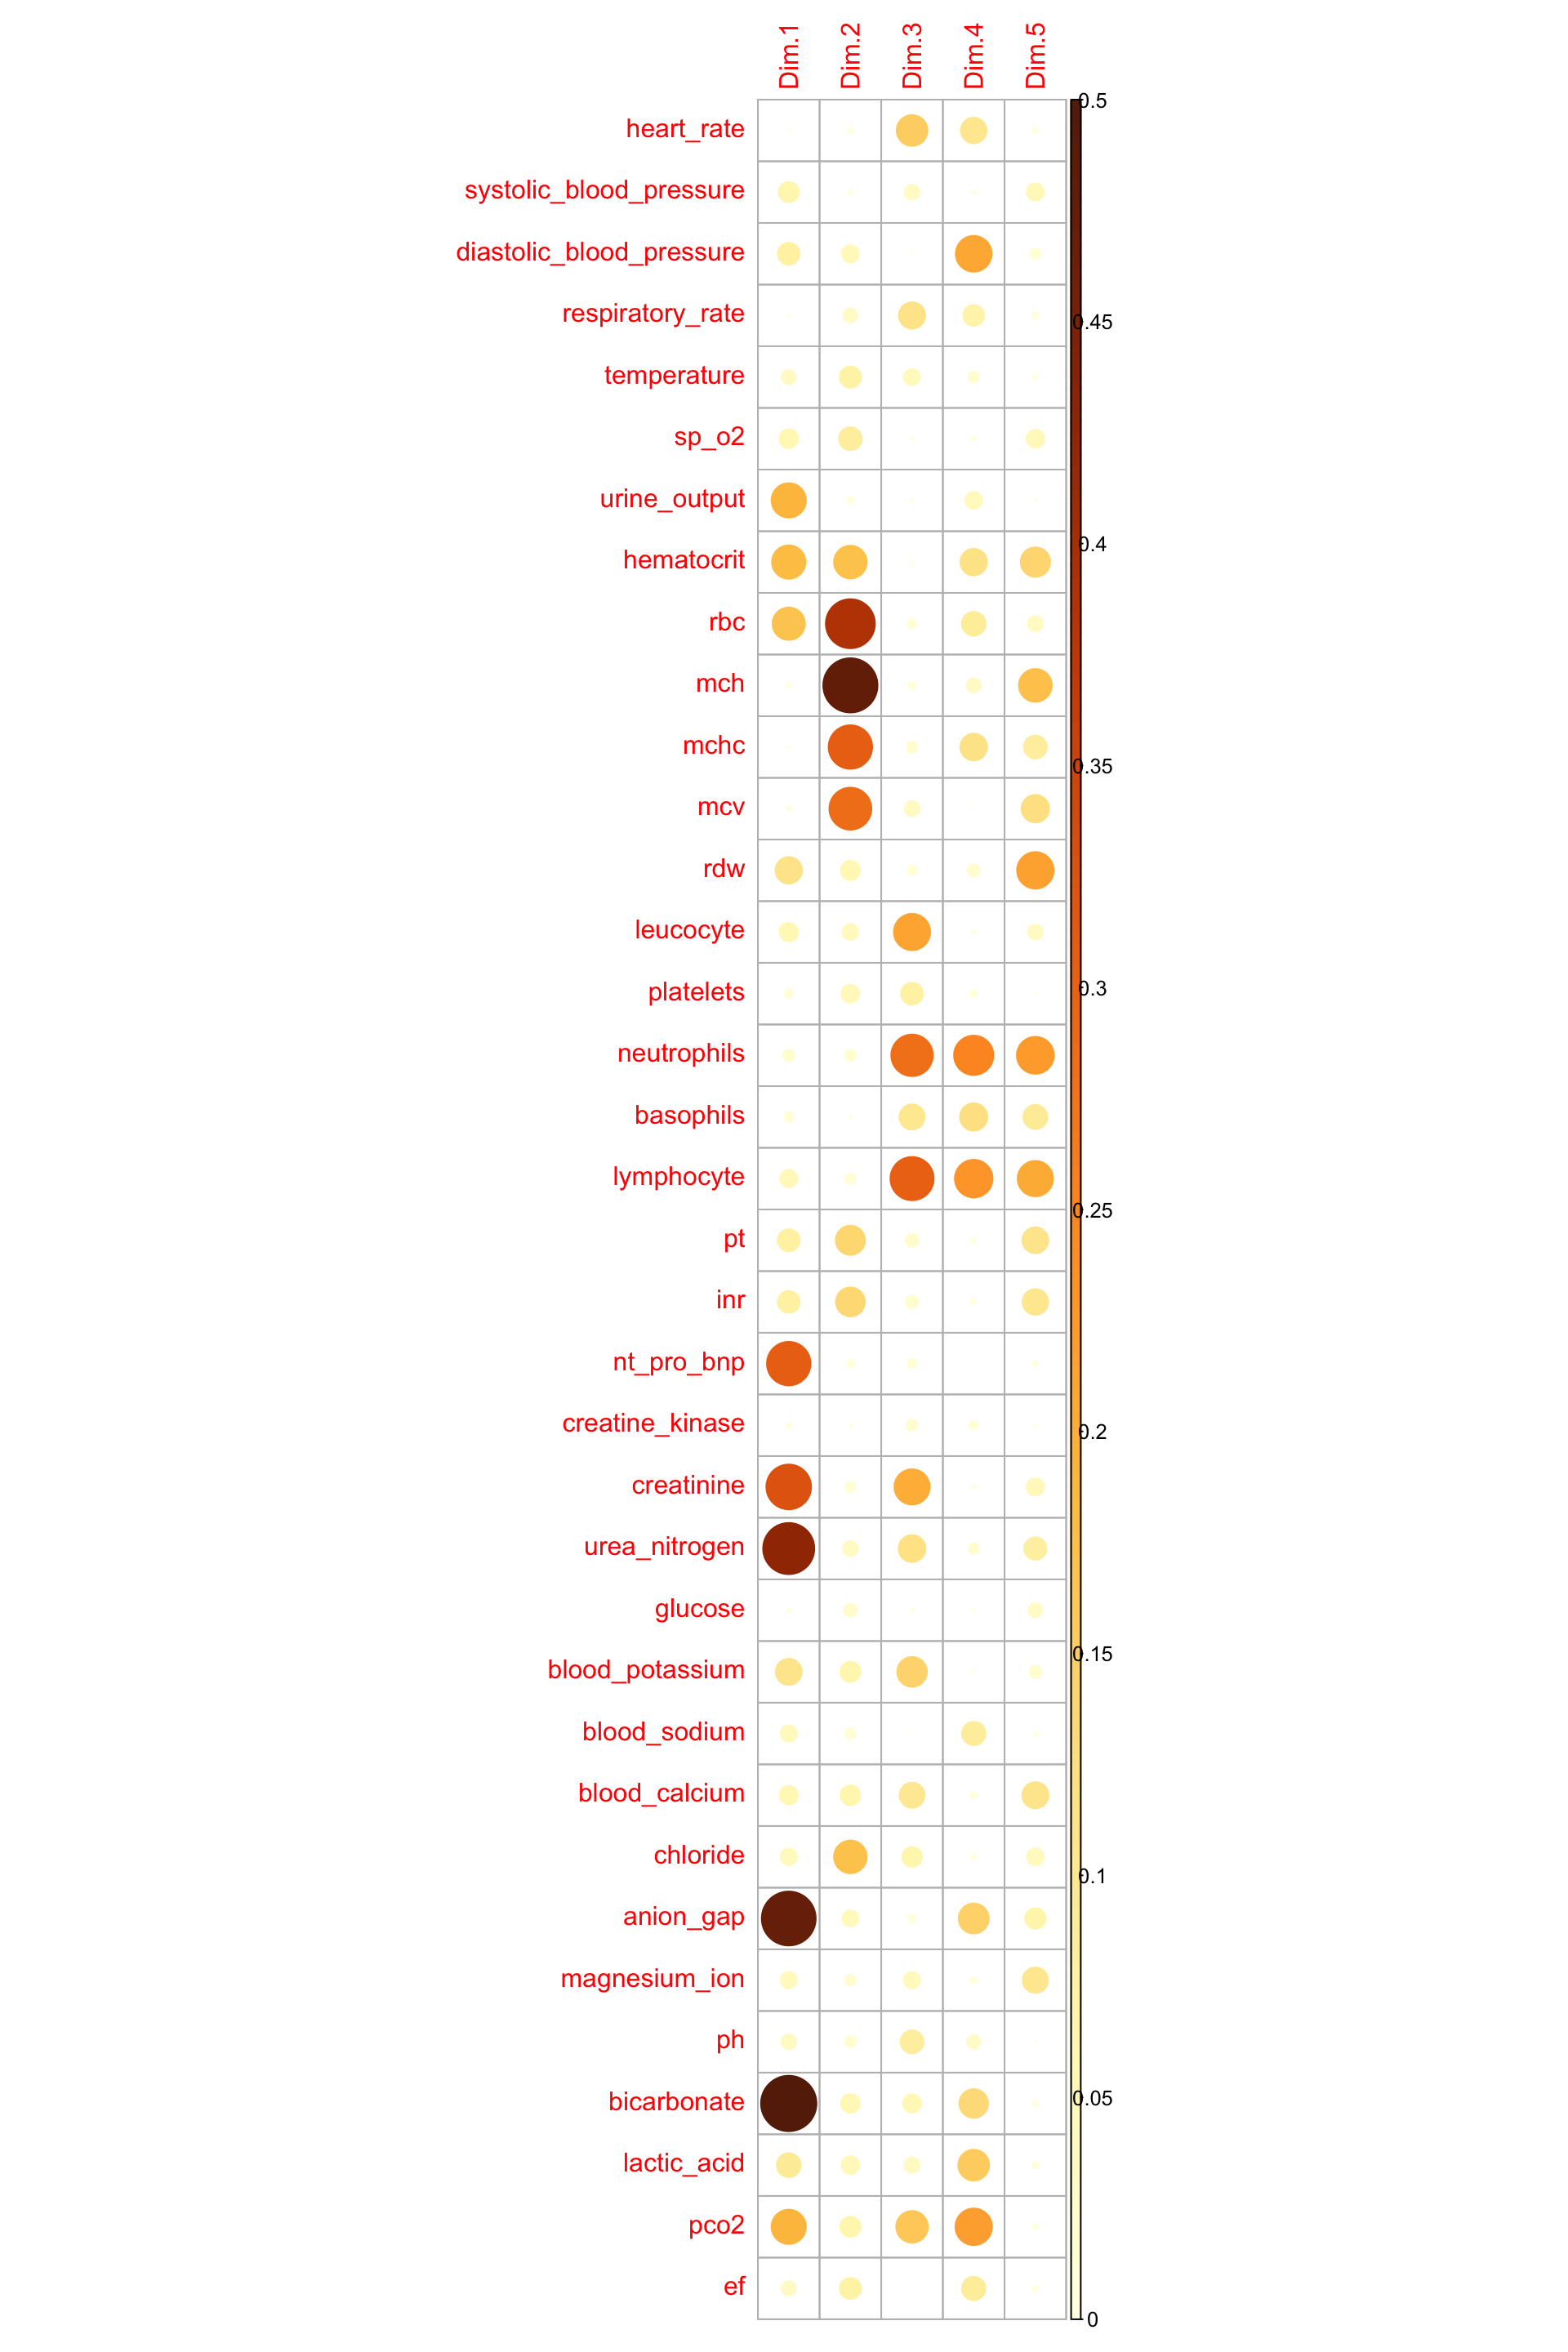 Dim.1 Dim.2 Dim.3 Dim.4 Dim.5
0.5
heart_rate
systolic_blood_pressure
diastolic_blood_pressure
respiratory_rate
0.45
temperature
sp_o2
urine_output
0.4
hematocrit
rbc
mch
mchc
0.35
mcv
rdw
leucocyte
0.3
platelets
neutrophils
basophils
lymphocyte
0.25
pt
inr
nt_pro_bnp
creatine_kinase
0.2
creatinine
urea_nitrogen
glucose
0.15
blood_potassium
blood_sodium
blood_calcium
chloride
0.1
anion_gap
magnesium_ion
ph
0.05
bicarbonate
lactic_acid
pco2
ef
0